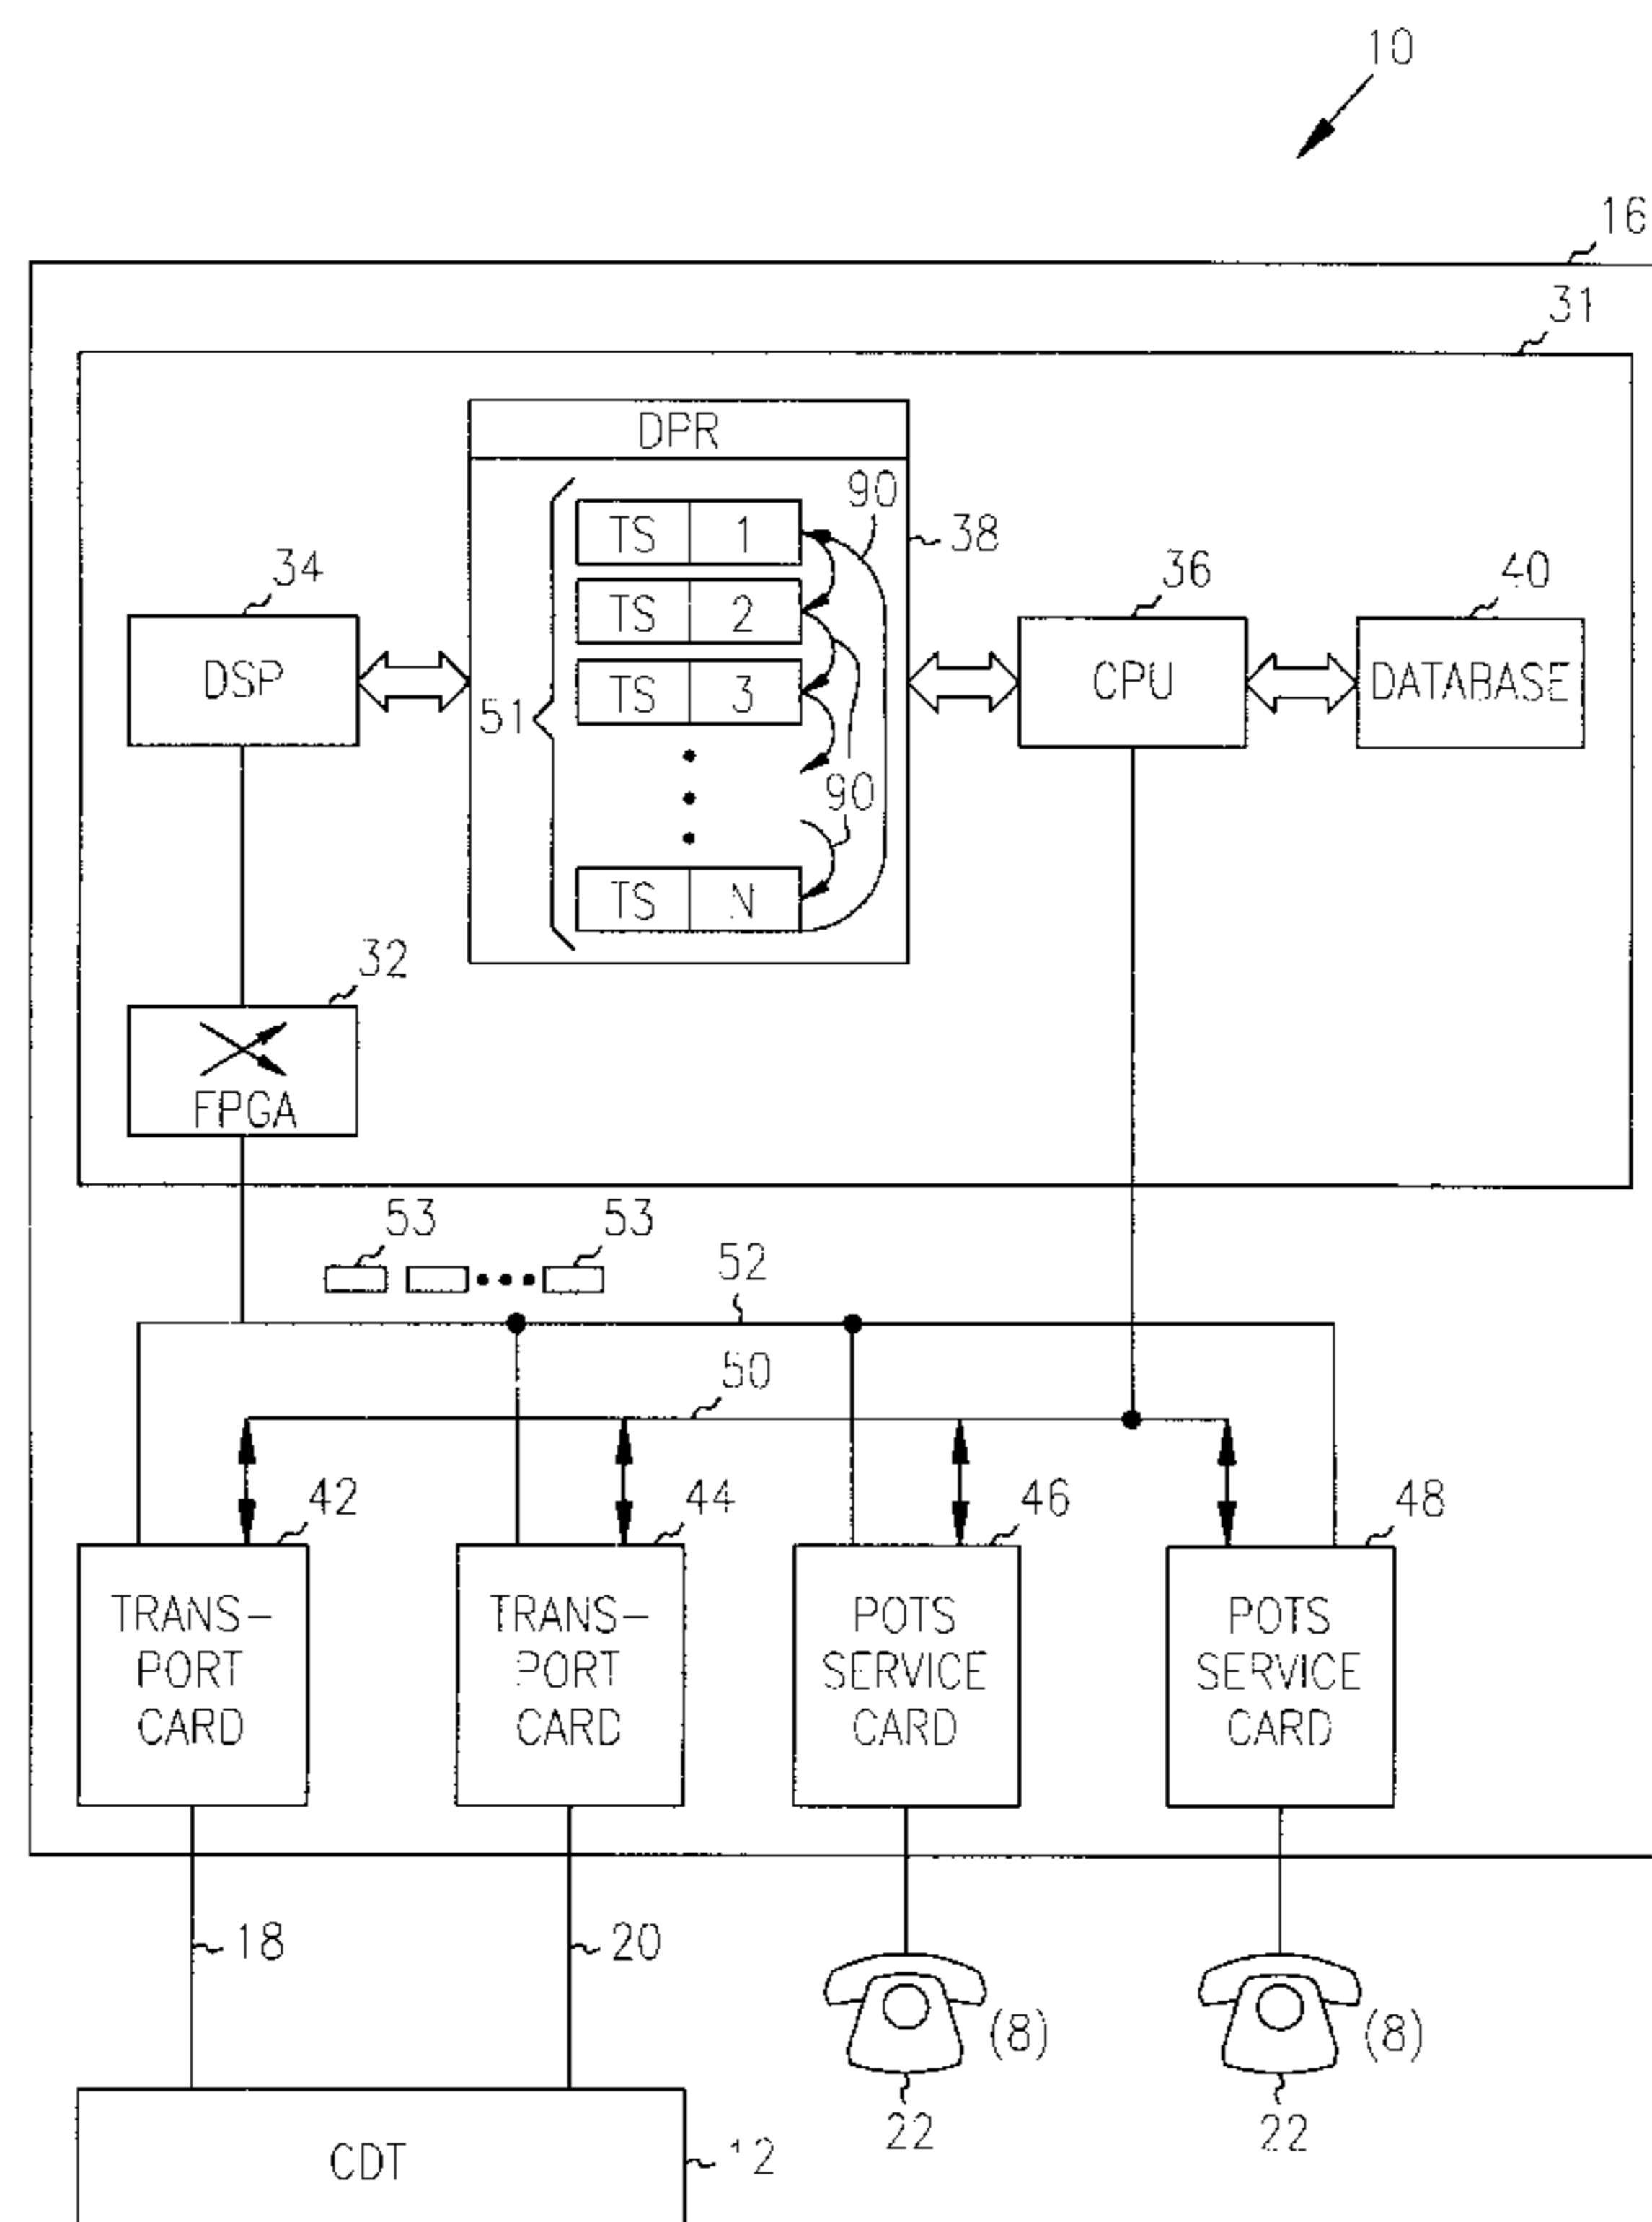 10
16
31
DPR
90
TS 1
38
34
36
40
TS 2
DSP
51
TS 3
CPU
DATABASE
90
TS N
32
FPGA
53
53
52
50
42
44
46
48
TRANS-
PORT
CARD
TRANS-
PORT
CARD
POTS
SERVICE
CARD
POTS
SERVICE
CARD
18
20
(8)
(8)
22
22
CDT
12